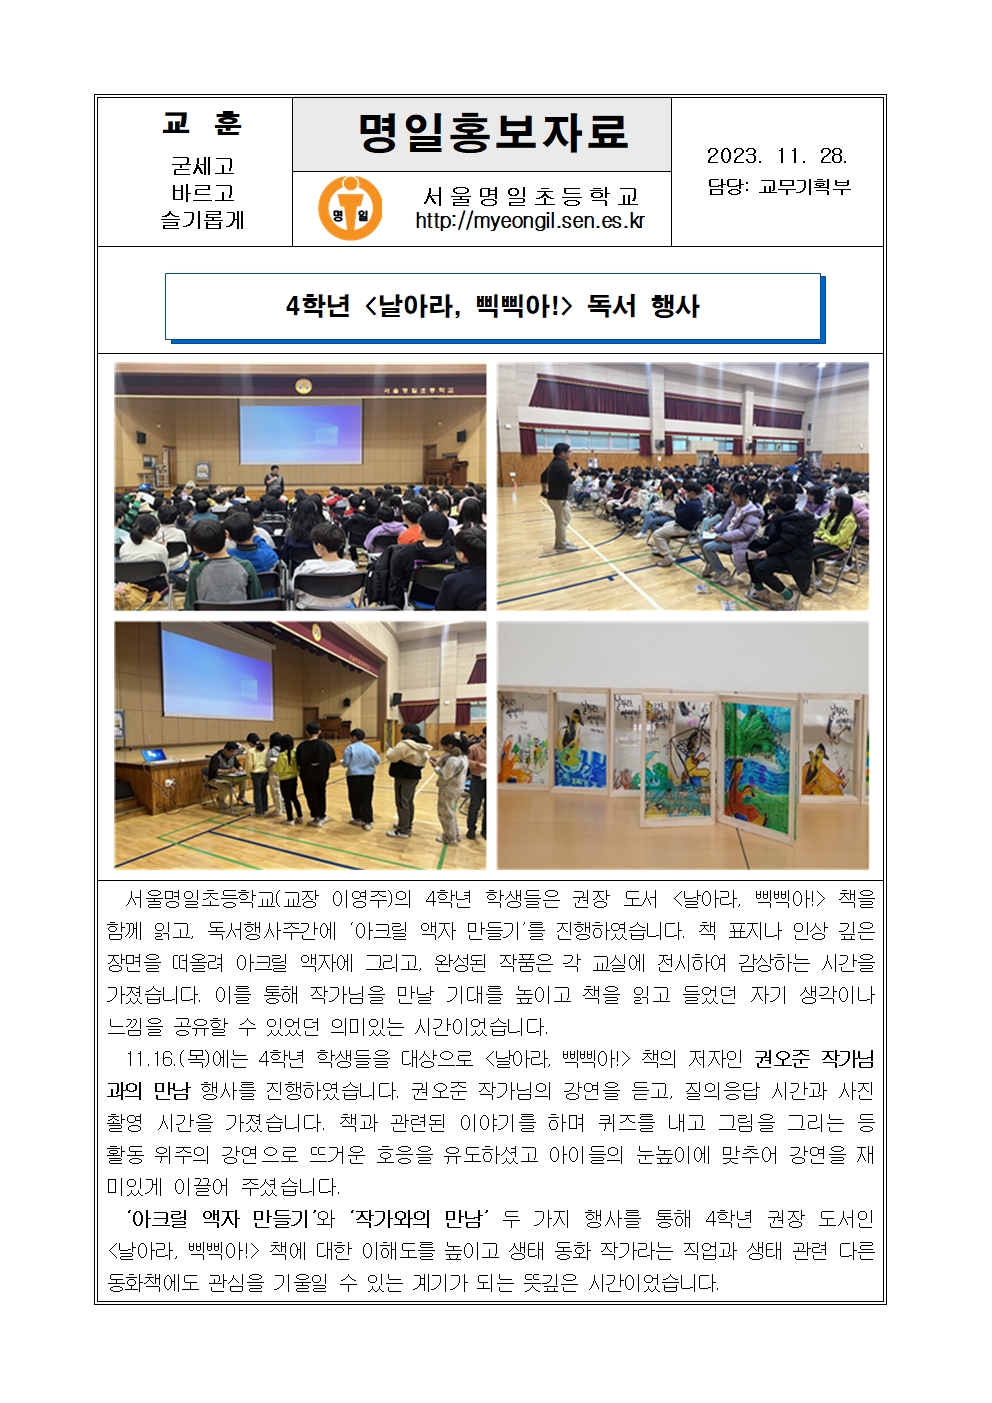 교 훈
굳세고
바르고
슬기롭게
명일홍보자료
명 일
서울명일초등학교
http://myeongil.sen.es.kr
2023. 11. 28.
담당: 교무기획부
4학년 <날아라, 삑삑아!> 독서 행사
서울명일초등학교
서울명일초등학교(교장 이영주)의 4학년 학생들은 권장 도서 <날아라, 삑삑아!> 책을
함께 읽고, 독서행사주간에 '아크릴 액자 만들기'를 진행하였습니다. 책 표지나 인상 깊은
장면을 떠올려 아크릴 액자에 그리고, 완성된 작품은 각 교실에 전시하여 감상하는 시간을
가졌습니다. 이를 통해 작가님을 만날 기대를 높이고 책을 읽고 들었던 자기 생각이나
느낌을 공유할 수 있었던 의미있는 시간이었습니다.
11.16.(목)에는 4학년 학생들을 대상으로 <날아라, 삑삑아!> 책의 저자인 권오준 작가님
과의 만남 행사를 진행하였습니다. 권오준 작가님의 강연을 듣고, 질의응답 시간과 사진
촬영 시간을 가졌습니다. 책과 관련된 이야기를 하며 퀴즈를 내고 그림을 그리는 등
활동 위주의 강연으로 뜨거운 호응을 유도하셨고 아이들의 눈높이에 맞추어 강연을 재
미있게 이끌어 주셨습니다.
'아크릴 액자 만들기'와 '작가와의 만남' 두 가지 행사를 통해 4학년 권장 도서인
<날아라, 삑삑아!> 책에 대한 이해도를 높이고 생태 동화 작가라는 직업과 생태 관련 다른
동화책에도 관심을 기울일 수 있는 계기가 되는 뜻깊은 시간이었습니다.